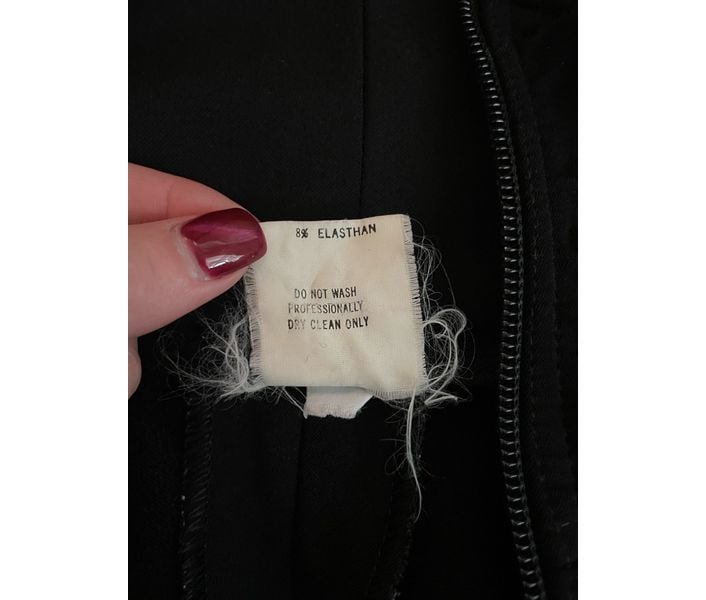 8% ELASTHAN
DO NOT WASH
PROFESSIONALLY
DRY CLEAN ONLY